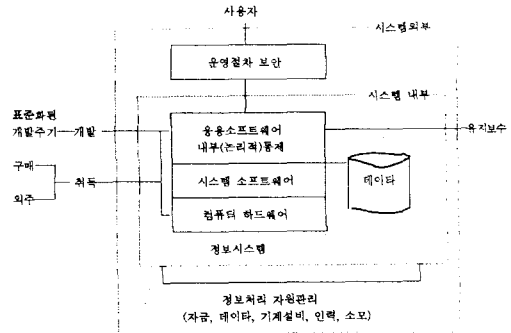 사용자
시스템외부
운영절차 보안
시스템 내부
표준화된
개발주기
개발
응용소프트웨어
내부(논리적)통제
유지보수
구매
외주
취득
시스템 소프트웨어
데이타
컴퓨터 하드웨어
정보시스템
정보처리 자원관리
(자금, 데이타, 기계설비, 인력, 소모)